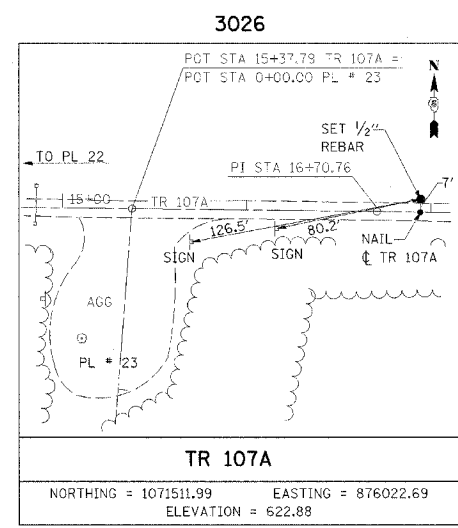 3026
POT STA 15+37.79 TR 107A =
POT STA 0+00.00 PL # 23
N
SET 1/2"
REBAR
TO PL 22
PI STA 16+70.76
7'
15+00
TR 107A
126.5'
80.2'
NAIL
℄ TR 107A
SIGN
SIGN
AGG
PL # 23
TR 107A
NORTHING = 1071511.99
EASTING = 876022.69
ELEVATION = 622.88